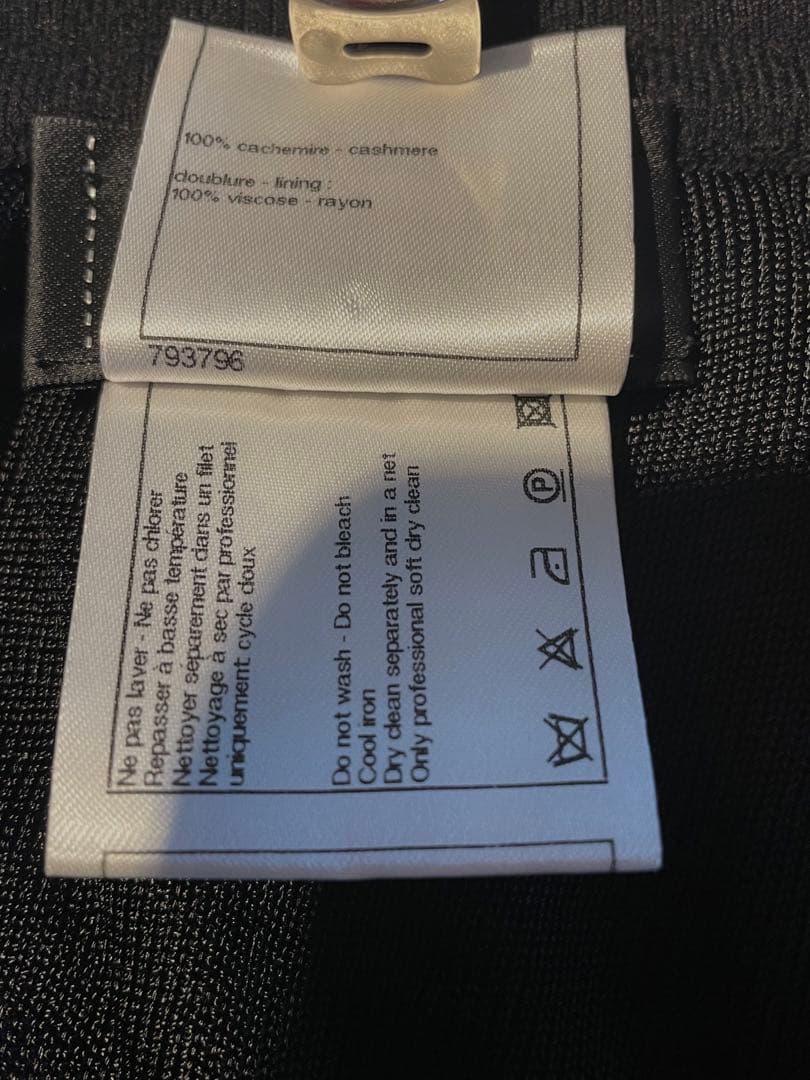 100% cachemire - cashmere
doublure - lining :
100% viscose - rayon
793796
Ne pas laver - Ne pas chlorer
Repasser à basse température
Nettoyer séparement dans un filet
Nettoyage à sec par professionnel
uniquement cycle doux
Do not wash - Do not bleach
Cool iron
Dry clean separately and in a net
Only professional soft dry clean
P